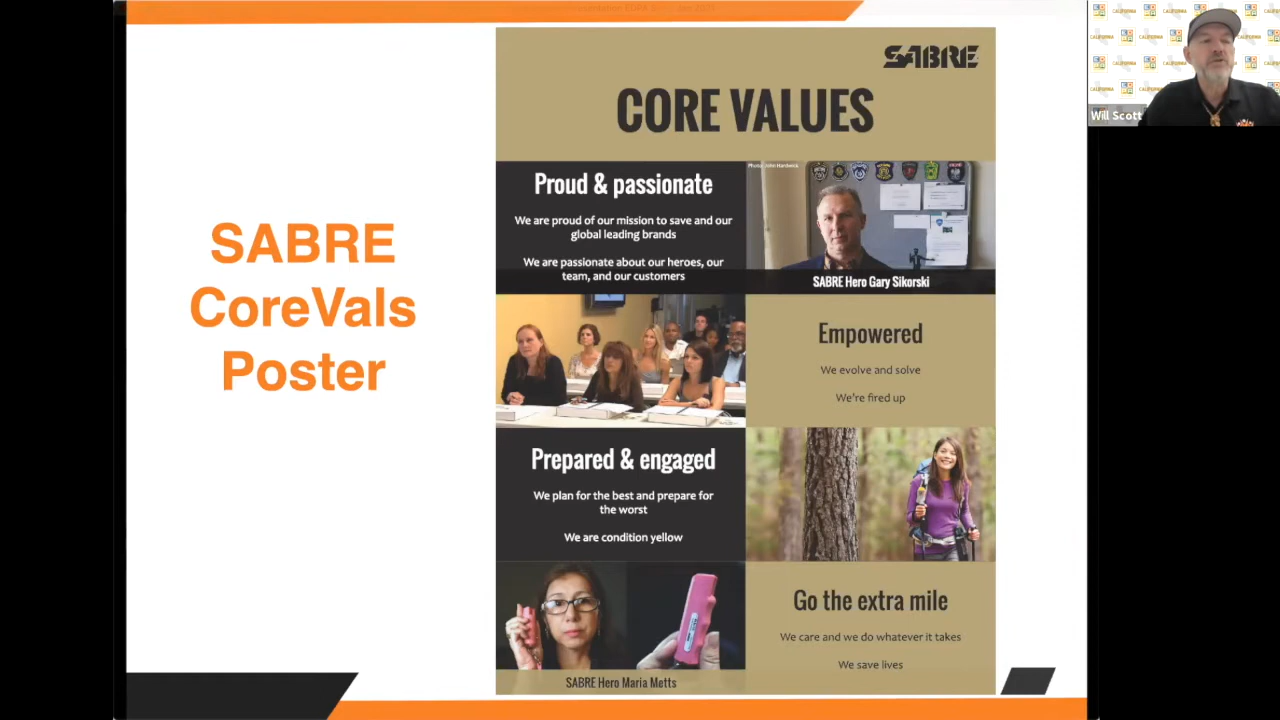 SABRE
CoreVals
Poster
SABRE
CORE VALUES
Proud & passionate
We are proud of our mission to save and our
global leading brands
We are passionate about our heroes, our
team, and our customers
Photo: John Hardwick
SABRE Hero Gary Sikorski
Empowered
We evolve and solve
We're fired up
Prepared & engaged
We plan for the best and prepare for
the worst
We are condition yellow
Go the extra mile
We care and we do whatever it takes
We save lives
SABRE Hero Maria Metts
Will Scott